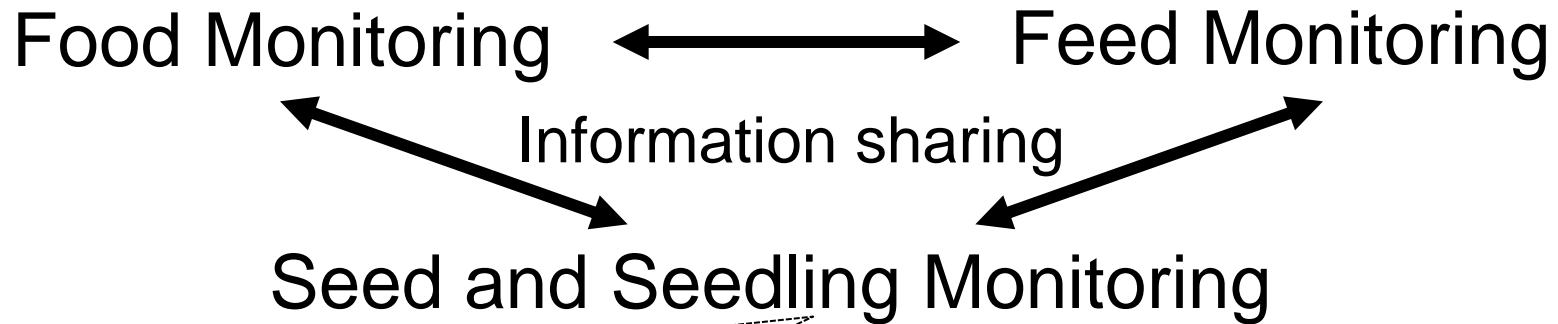 Food Monitoring Feed Monitoring
Information sharing
Seed and Seedling Monitoring